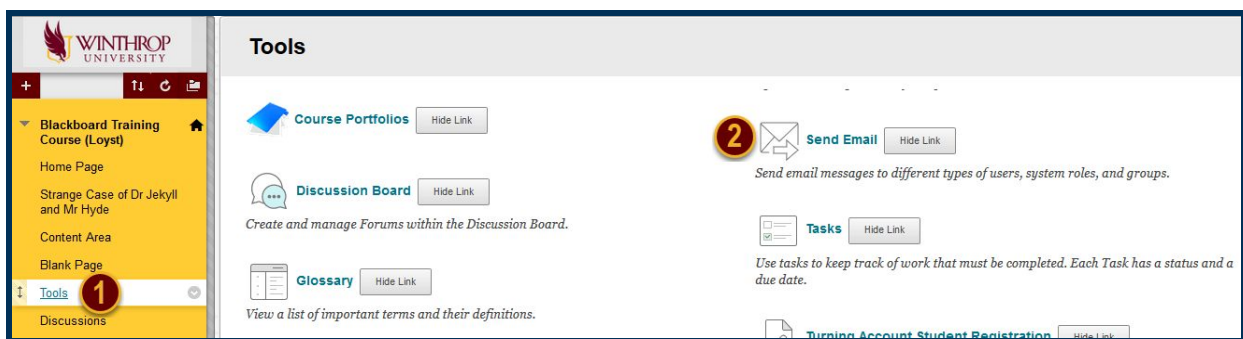 WINTHROP
UNIVERSITY
Tools
+
Blackboard Training
Course (Loyst)
Home Page
Strange Case of Dr Jekyll
and Mr Hyde
Content Area
Blank Page
Tools
1
Discussions
Course Portfolios
Hide Link
Discussion Board
Hide Link
Create and manage Forums within the Discussion Board.
Glossary
Hide Link
View a list of important terms and their definitions.
2
Send Email
Hide Link
Send email messages to different types of users, system roles, and groups.
Tasks
Hide Link
Use tasks to keep track of work that must be completed. Each Task has a status and a
due date.
Turning Account Student Registration
Hide Link